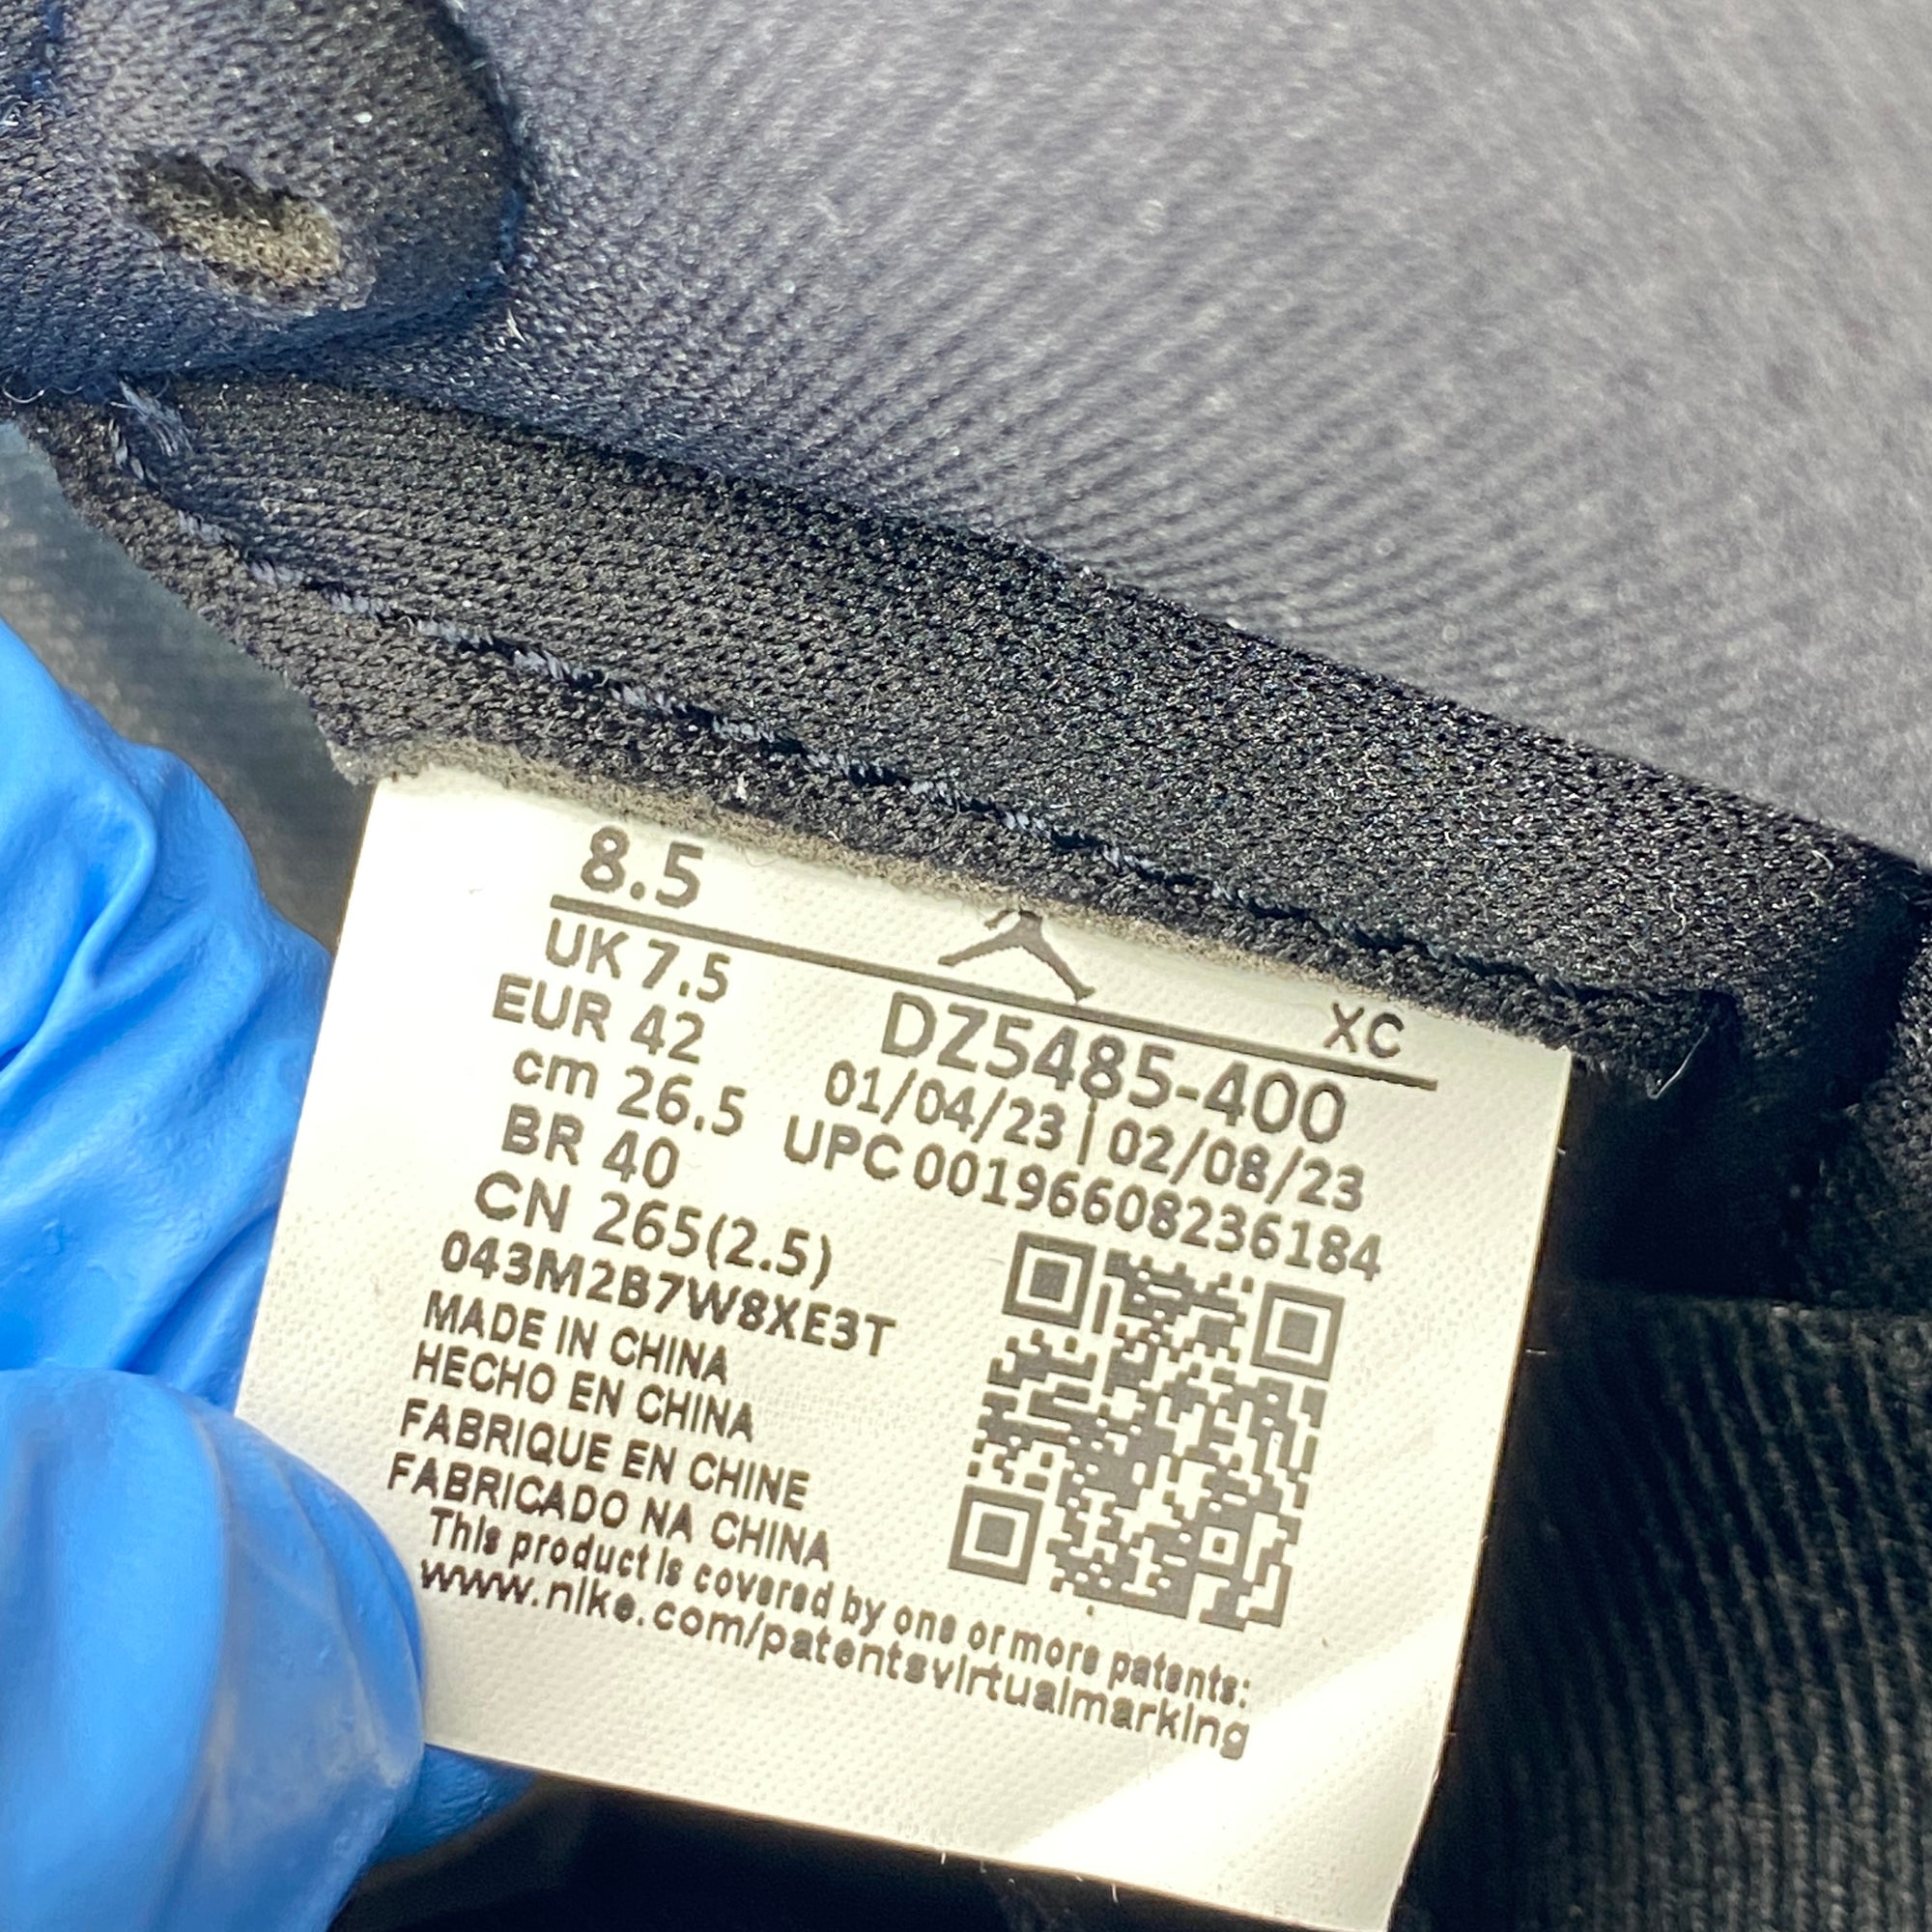 8.5
XC
UK 7.5
EUR 42
cm 26.5
BR 40
CN 265(2.5)
043M2B7W8XE3T
DZ5485-400
01/04/23 | 02/08/23
UPC 00196608236184
MADE IN CHINA
HECHO EN CHINA
FABRIQUE EN CHINE
FABRICADO NA CHINA
This product is covered by one or more patents:
www.nike.com/patentsvirtualmarking